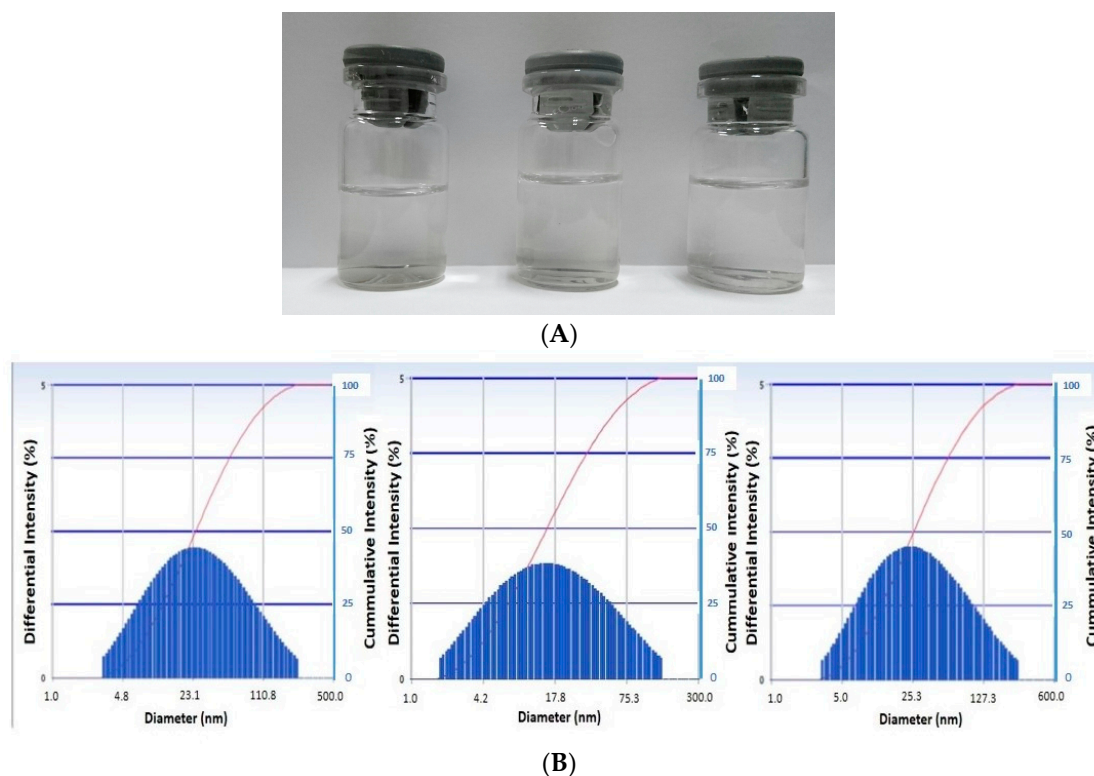 (A)
5
100
75
50
25
0
0
Differential Intensity (%)
Cummulative Intensity (%)
1.0 4.8 23.1 110.8 500.0
Diameter (nm)
5
100
75
50
25
0
0
Differential Intensity (%)
Cummulative Intensity (%)
1.0 4.2 17.8 75.3 300.0
Diameter (nm)
5
100
75
50
25
0
0
Differential Intensity (%)
Cummulative Intensity (%)
1.0 5.0 25.3 127.3 600.0
Diameter (nm)
(B)